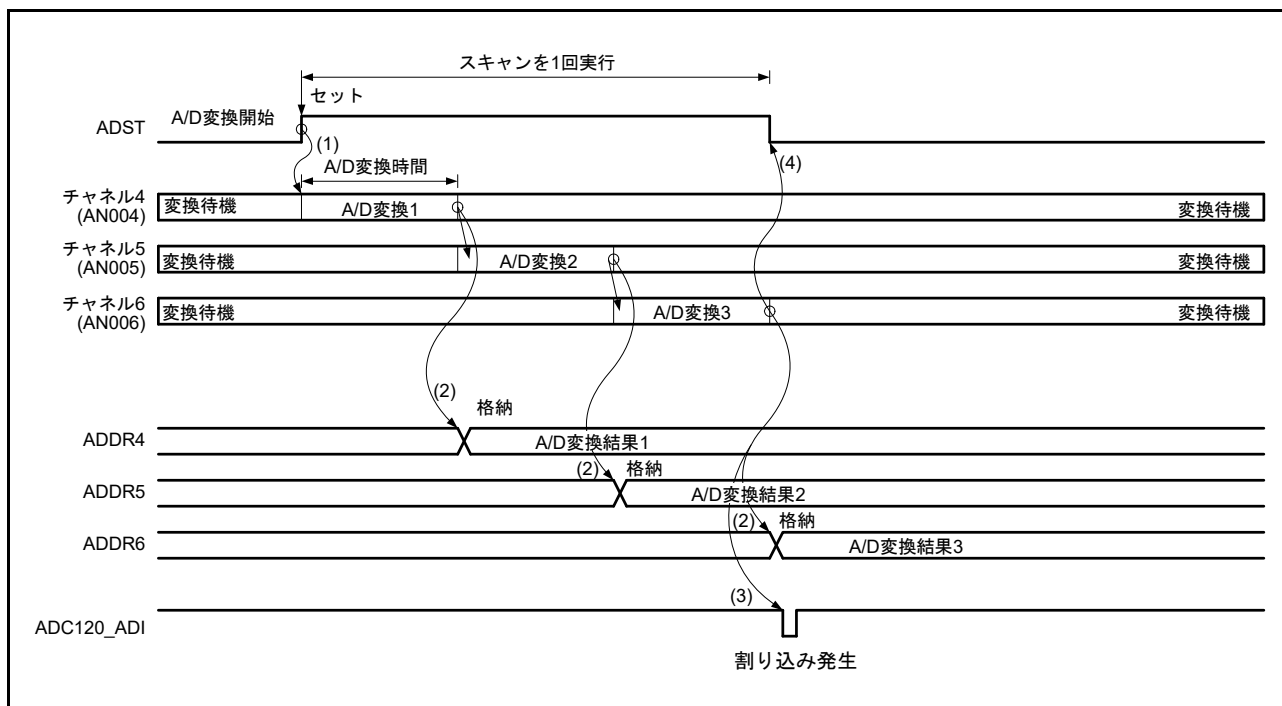 スキャンを1回実行
セット
ADST
A/D変換開始
(1)
(4)
A/D変換時間
チャネル4
(AN004)
変換待機
A/D変換1
変換待機
チャネル5
(AN005)
変換待機
A/D変換2
変換待機
チャネル6
(AN006)
変換待機
A/D変換3
変換待機
(2)
格納
ADDR4
A/D変換結果1
(2)
格納
ADDR5
A/D変換結果2
(2)
格納
ADDR6
A/D変換結果3
(3)
ADC120_ADI
割り込み発生